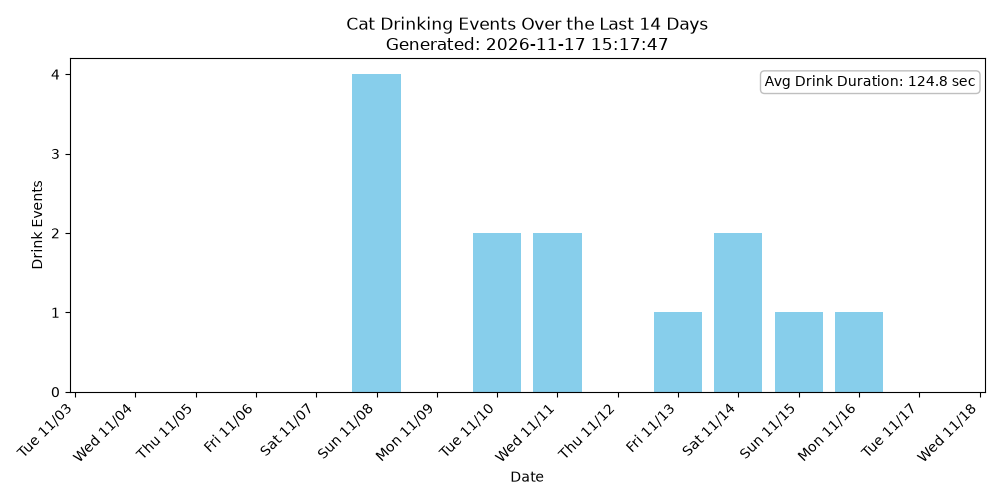 Cat Drinking Events Over the Last 14 Days
Generated: 2026-11-17 15:17:47
Avg Drink Duration: 124.8 sec
Drink Events
4
3
2
1
0
Tue 11/03
Wed 11/04
Thu 11/05
Fri 11/06
Sat 11/07
Sun 11/08
Mon 11/09
Tue 11/10
Wed 11/11
Thu 11/12
Fri 11/13
Sat 11/14
Sun 11/15
Mon 11/16
Tue 11/17
Wed 11/18
Date